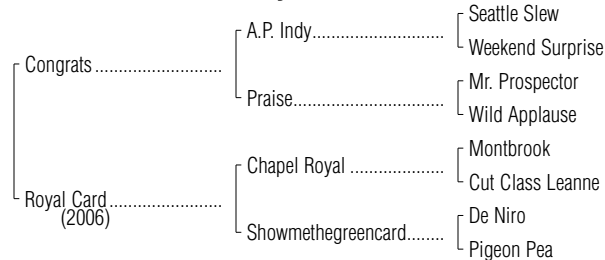 Seattle Slew
A.P. Indy....................
Weekend Surprise
Congrats .......................
Mr. Prospector
Praise...........................
Wild Applause
Montbrook
Chapel Royal .................
Cut Class Leanne
Royal Card.....................
(2006)
De Niro
Showmethegreencard.......
Pigeon Pea